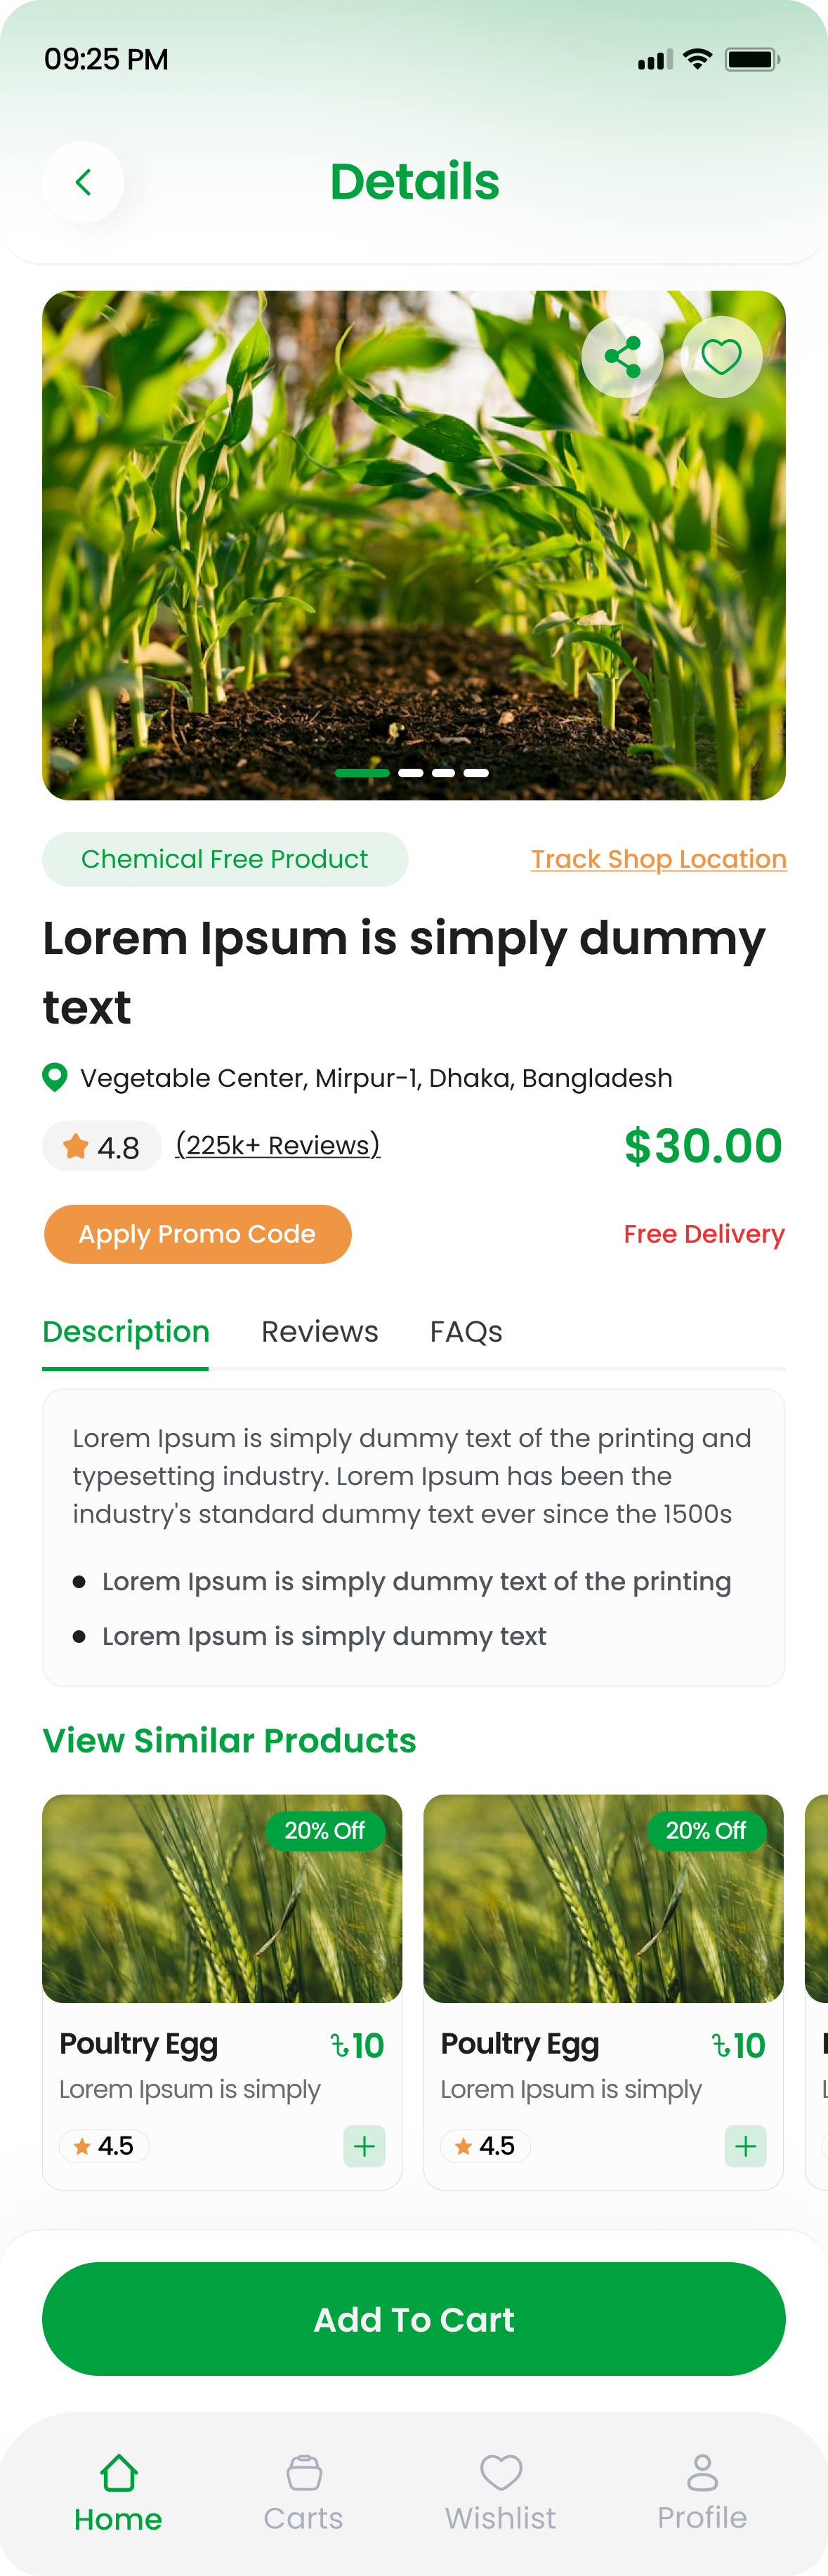 09:25 PM
Details
Chemical Free Product
Track Shop Location
Lorem Ipsum is simply dummy
text
Vegetable Center, Mirpur-1, Dhaka, Bangladesh
4.8
(225k+ Reviews)
$30.00
Apply Promo Code
Free Delivery
Description
Reviews
FAQs
Lorem Ipsum is simply dummy text of the printing and
typesetting industry. Lorem Ipsum has been the
industry's standard dummy text ever since the 1500s
• Lorem Ipsum is simply dummy text of the printing
• Lorem Ipsum is simply dummy text
View Similar Products
20% Off
20% Off
Poultry Egg
৳10
Poultry Egg
৳10
Lorem Ipsum is simply
Lorem Ipsum is simply
4.5
4.5
Add To Cart
Home
Carts
Wishlist
Profile